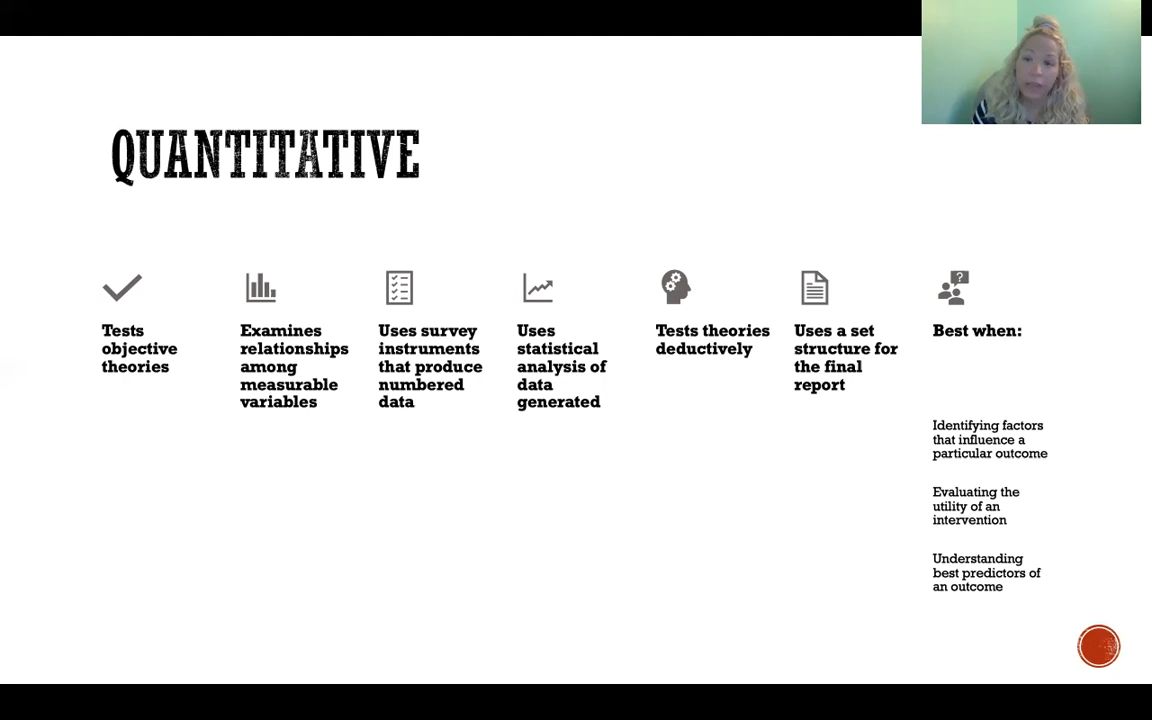 QUANTITATIVE
Tests
objective
theories
Examines
relationships
among
measurable
variables
Uses survey
instruments
that produce
numbered
data
Uses
statistical
analysis of
data
generated
Tests theories
deductively
Uses a set
structure for
the final
report
?
Best when:
Identifying factors
that influence a
particular outcome
Evaluating the
utility of an
intervention
Understanding
best predictors of
an outcome